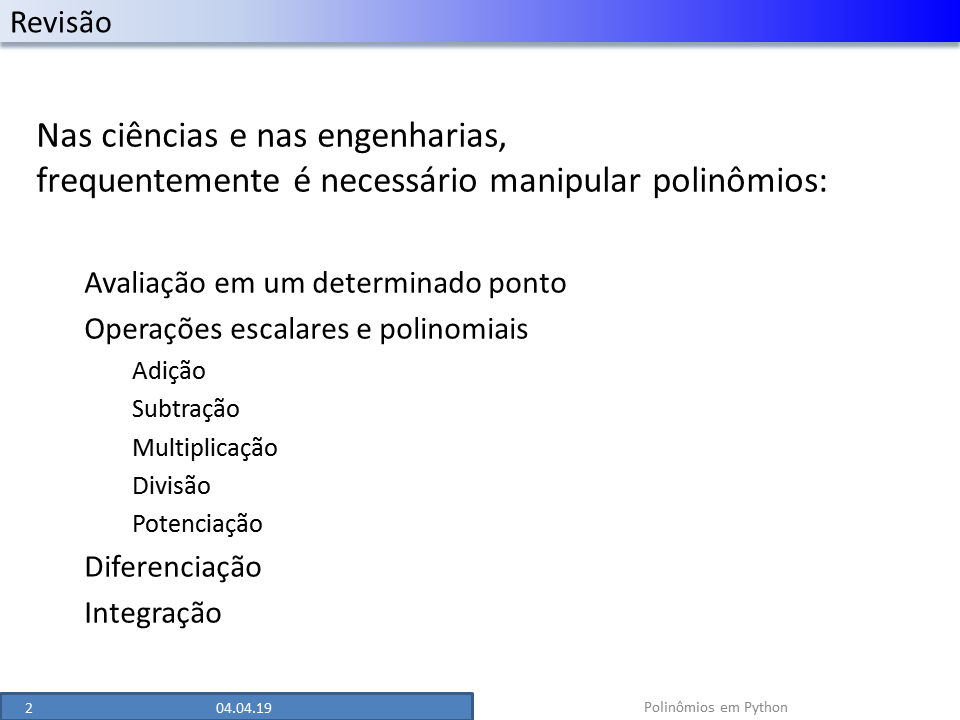 Revisão
Nas ciências e nas engenharias,
frequentemente é necessário manipular polinômios:
Avaliação em um determinado ponto
Operações escalares e polinomiais
Adição
Subtração
Multiplicação
Divisão
Potenciação
Diferenciação
Integração
2 04.04.19 Polinômios em Python